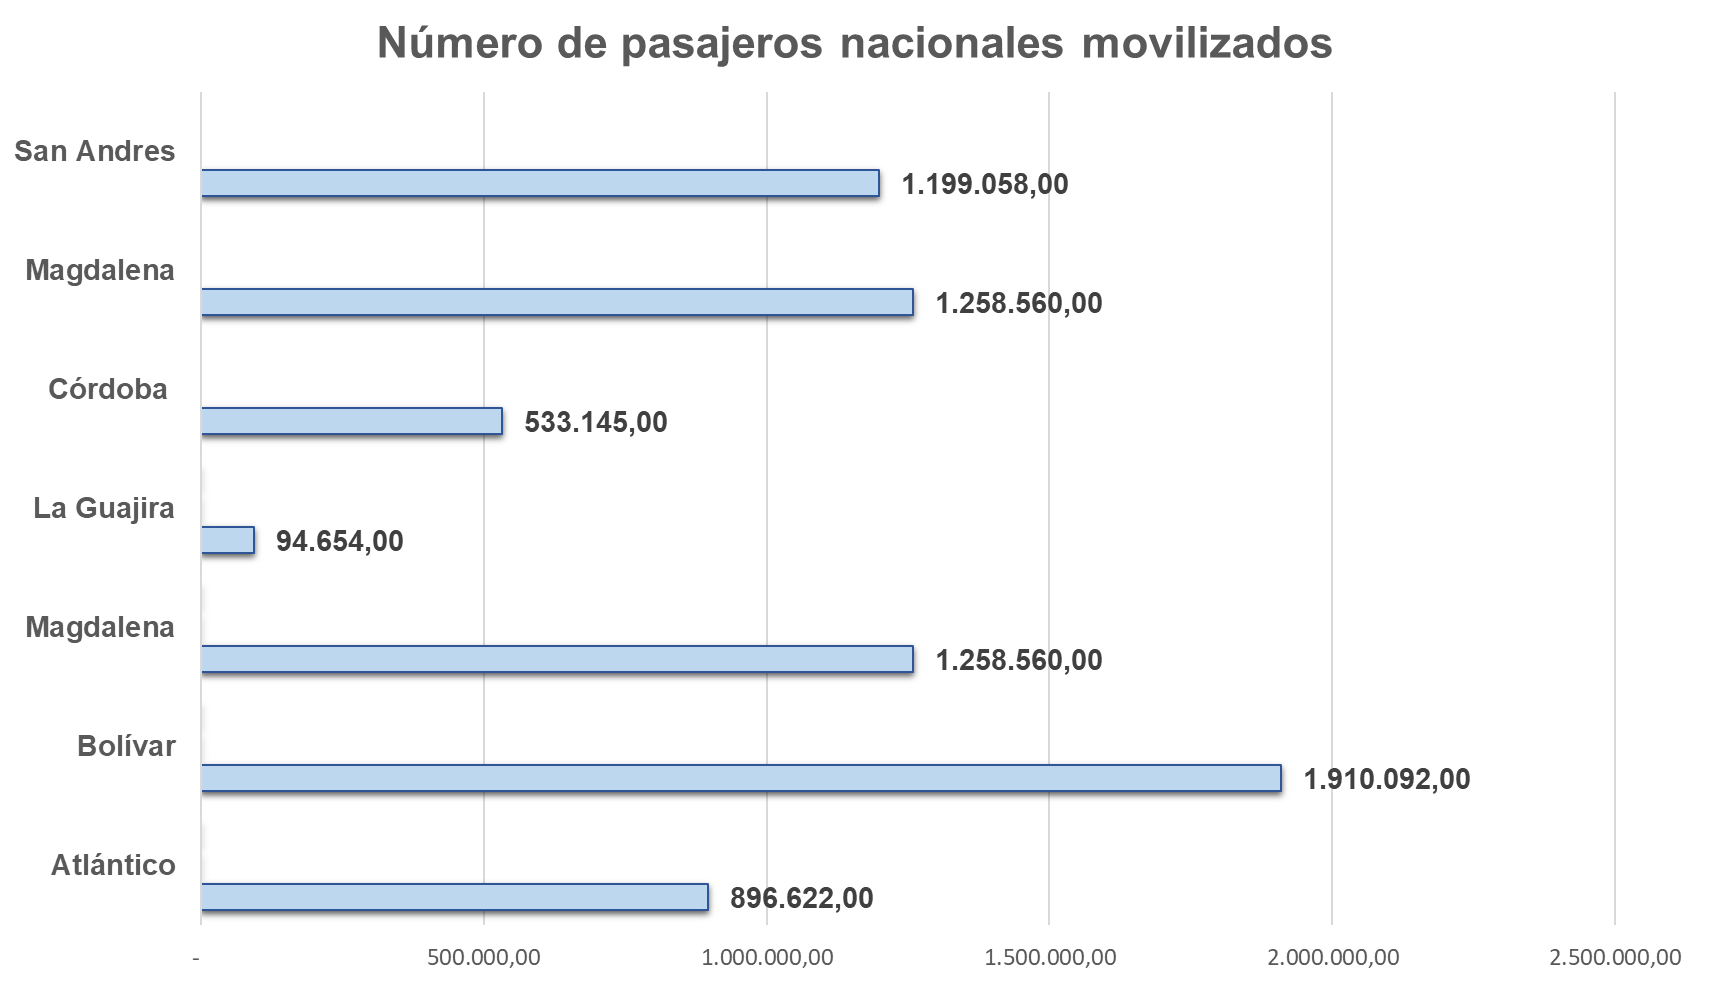 Número de pasajeros nacionales movilizados
San Andres
1.199.058,00
Magdalena
1.258.560,00
Córdoba
533.145,00
La Guajira
94.654,00
Magdalena
1.258.560,00
Bolívar
1.910.092,00
Atlántico
896.622,00
- 500.000,00 1.000.000,00 1.500.000,00 2.000.000,00 2.500.000,00